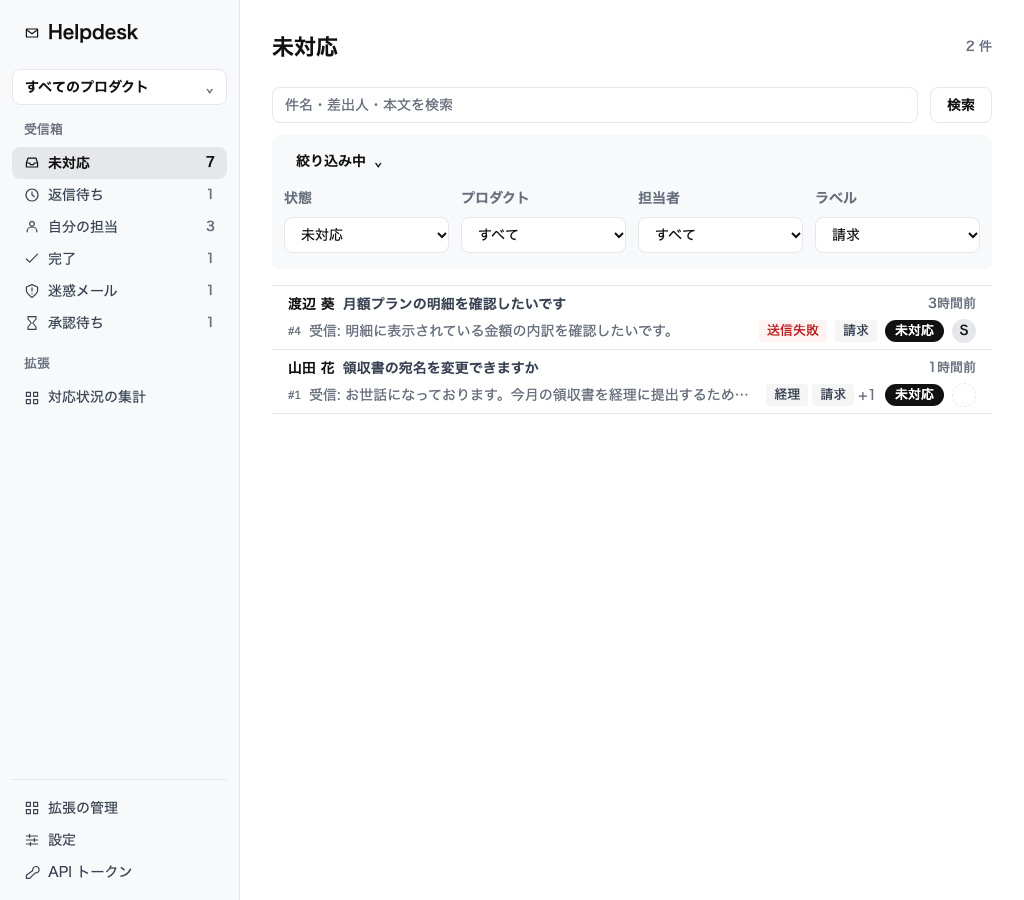 Helpdesk
すべてのプロダクト
受信箱
未対応 7
返信待ち 1
自分の担当 3
完了 1
迷惑メール 1
承認待ち 1
拡張
対応状況の集計
拡張の管理
設定
API トークン
未対応 2 件
件名・差出人・本文を検索 検索
絞り込み中
状態 プロダクト 担当者 ラベル
未対応 すべて すべて 請求
渡辺 葵 月額プランの明細を確認したいです 3時間前
#4 受信: 明細に表示されている金額の内訳を確認したいです。 送信失敗 請求 未対応 S
山田 花 領収書の宛名を変更できますか 1時間前
#1 受信: お世話になっております。今月の領収書を経理に提出するため… 経理 請求 +1 未対応